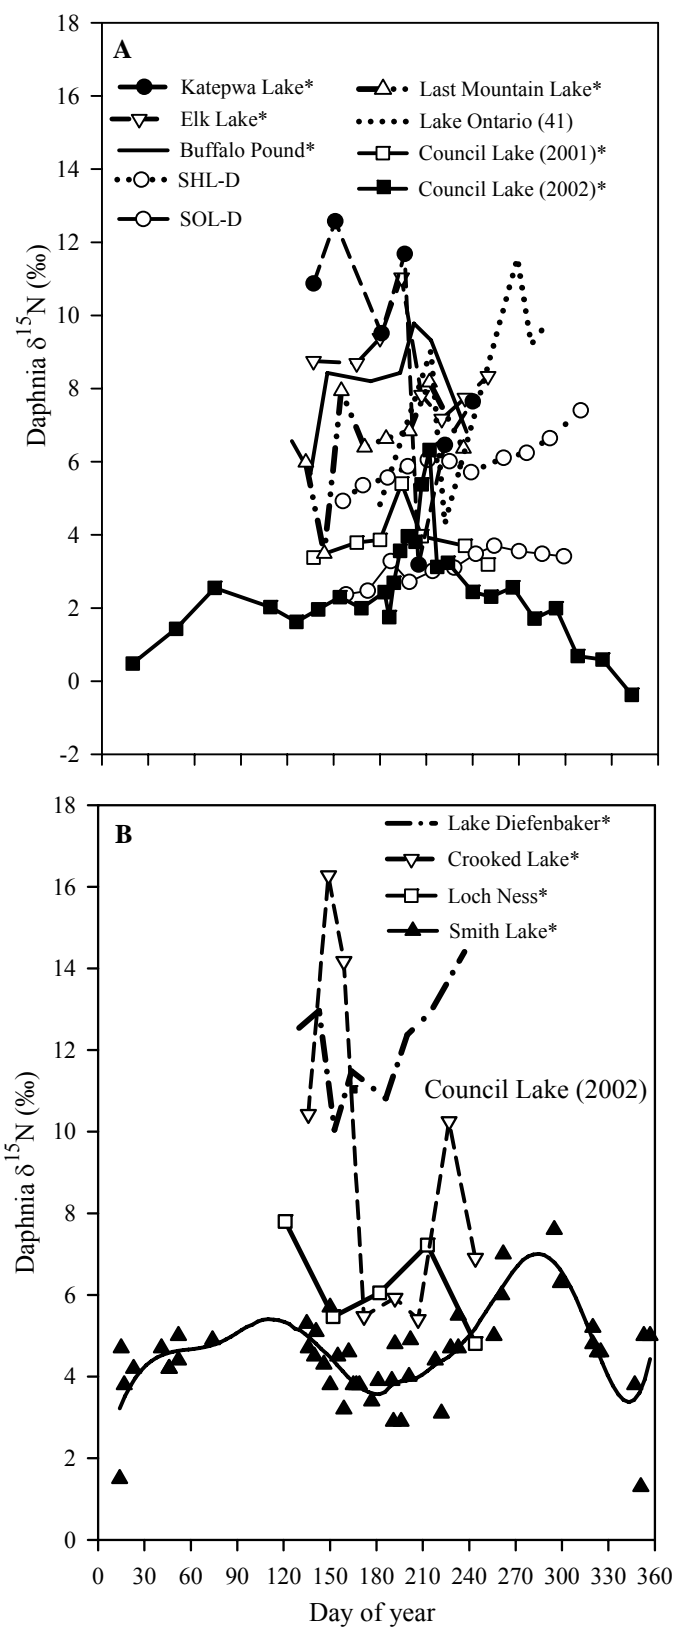 A
Katepwa Lake*
Elk Lake*
Buffalo Pound*
SHL-D
SOL-D
Last Mountain Lake*
Lake Ontario (41)
Council Lake (2001)*
Council Lake (2002)*
18
16
14
12
10
8
6
4
2
0
-2
Daphnia δ¹⁵N (‰)
B
Lake Diefenbaker*
Crooked Lake*
Loch Ness*
Smith Lake*
Council Lake (2002)
18
16
14
12
10
8
6
4
2
0
Daphnia δ¹⁵N (‰)
0 30 60 90 120 150 180 210 240 270 300 330 360
Day of year